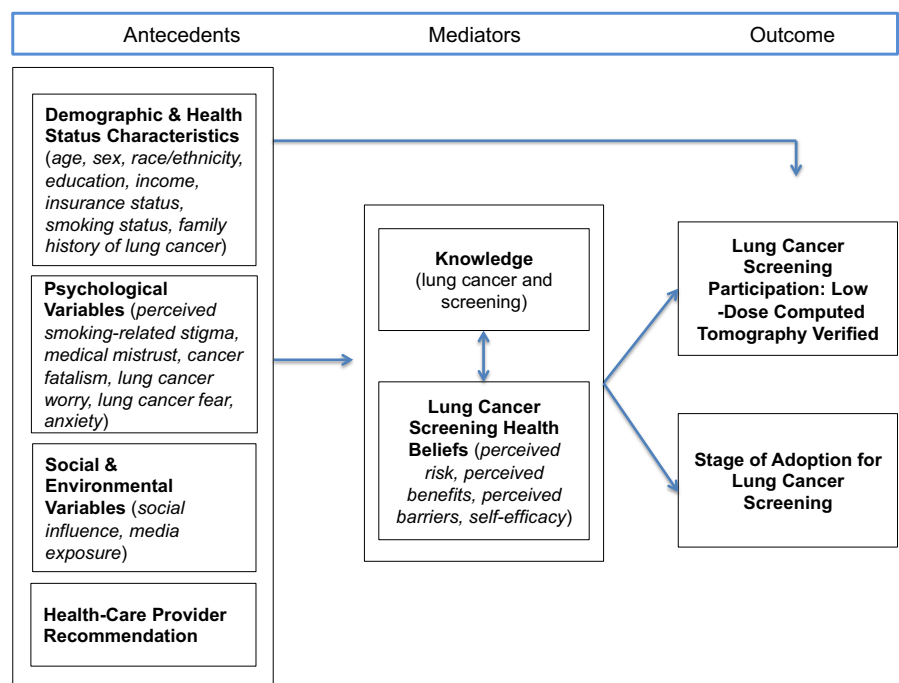 Antecedents Mediators Outcome
Demographic & Health
Status Characteristics
(age, sex, race/ethnicity,
education, income,
insurance status,
smoking status, family
history of lung cancer)
Psychological
Variables (perceived
smoking-related stigma,
medical mistrust, cancer
fatalism, lung cancer
worry, lung cancer fear,
anxiety)
Social &
Environmental
Variables (social
influence, media
exposure)
Health-Care Provider
Recommendation
Knowledge
(lung cancer and
screening)
Lung Cancer
Screening Health
Beliefs (perceived
risk, perceived
benefits, perceived
barriers, self-efficacy)
Lung Cancer
Screening
Participation: Low
-Dose Computed
Tomography Verified
Stage of Adoption for
Lung Cancer
Screening